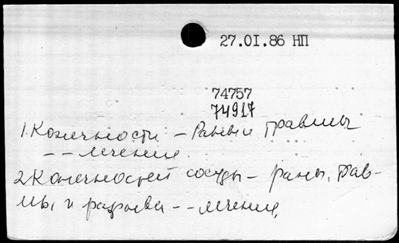 27.01.86 НП
74757
74917
1. Конечности – Раны и травмы
-- лечение.
2. Конечностей сосуды – раны, трав-
мы, и разрывы -- лечение,